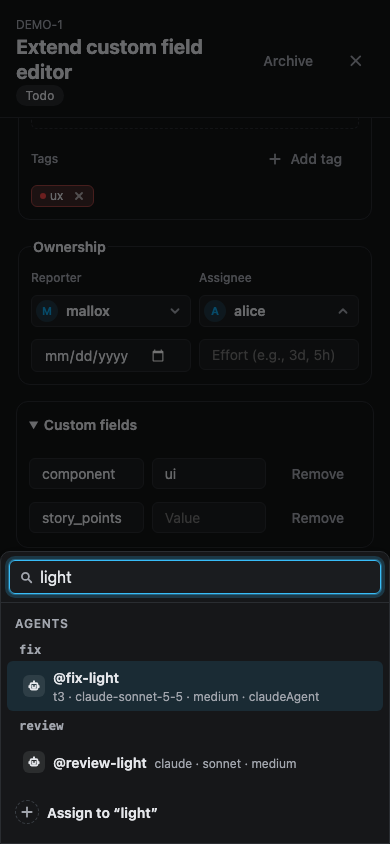 DEMO-1
Extend custom field
editor
Archive
Todo
Tags
Add tag
ux
Ownership
Reporter
Assignee
M mallox
A alice
mm/dd/yyyy
Effort (e.g., 3d, 5h)
Custom fields
component
ui
Remove
story_points
Value
Remove
light
AGENTS
fix
@fix-light
t3 · claude-sonnet-5-5 · medium · claudeAgent
review
@review-light claude · sonnet · medium
Assign to “light”